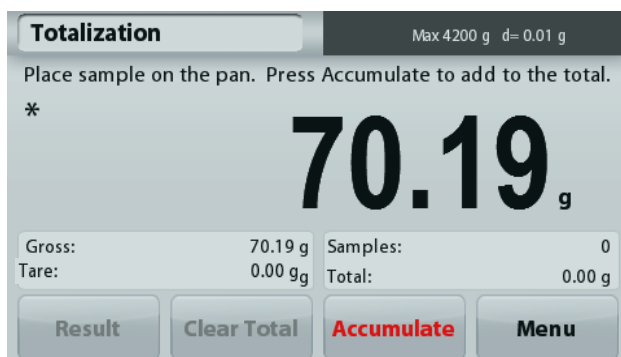 Totalization
Max 4200 g d= 0.01 g
Place sample on the pan. Press Accumulate to add to the total.
*
70.19 g
Gross: 70.19 g
Tare: 0.00 gg
Samples: 0
Total: 0.00 g
Result
Clear Total
Accumulate
Menu